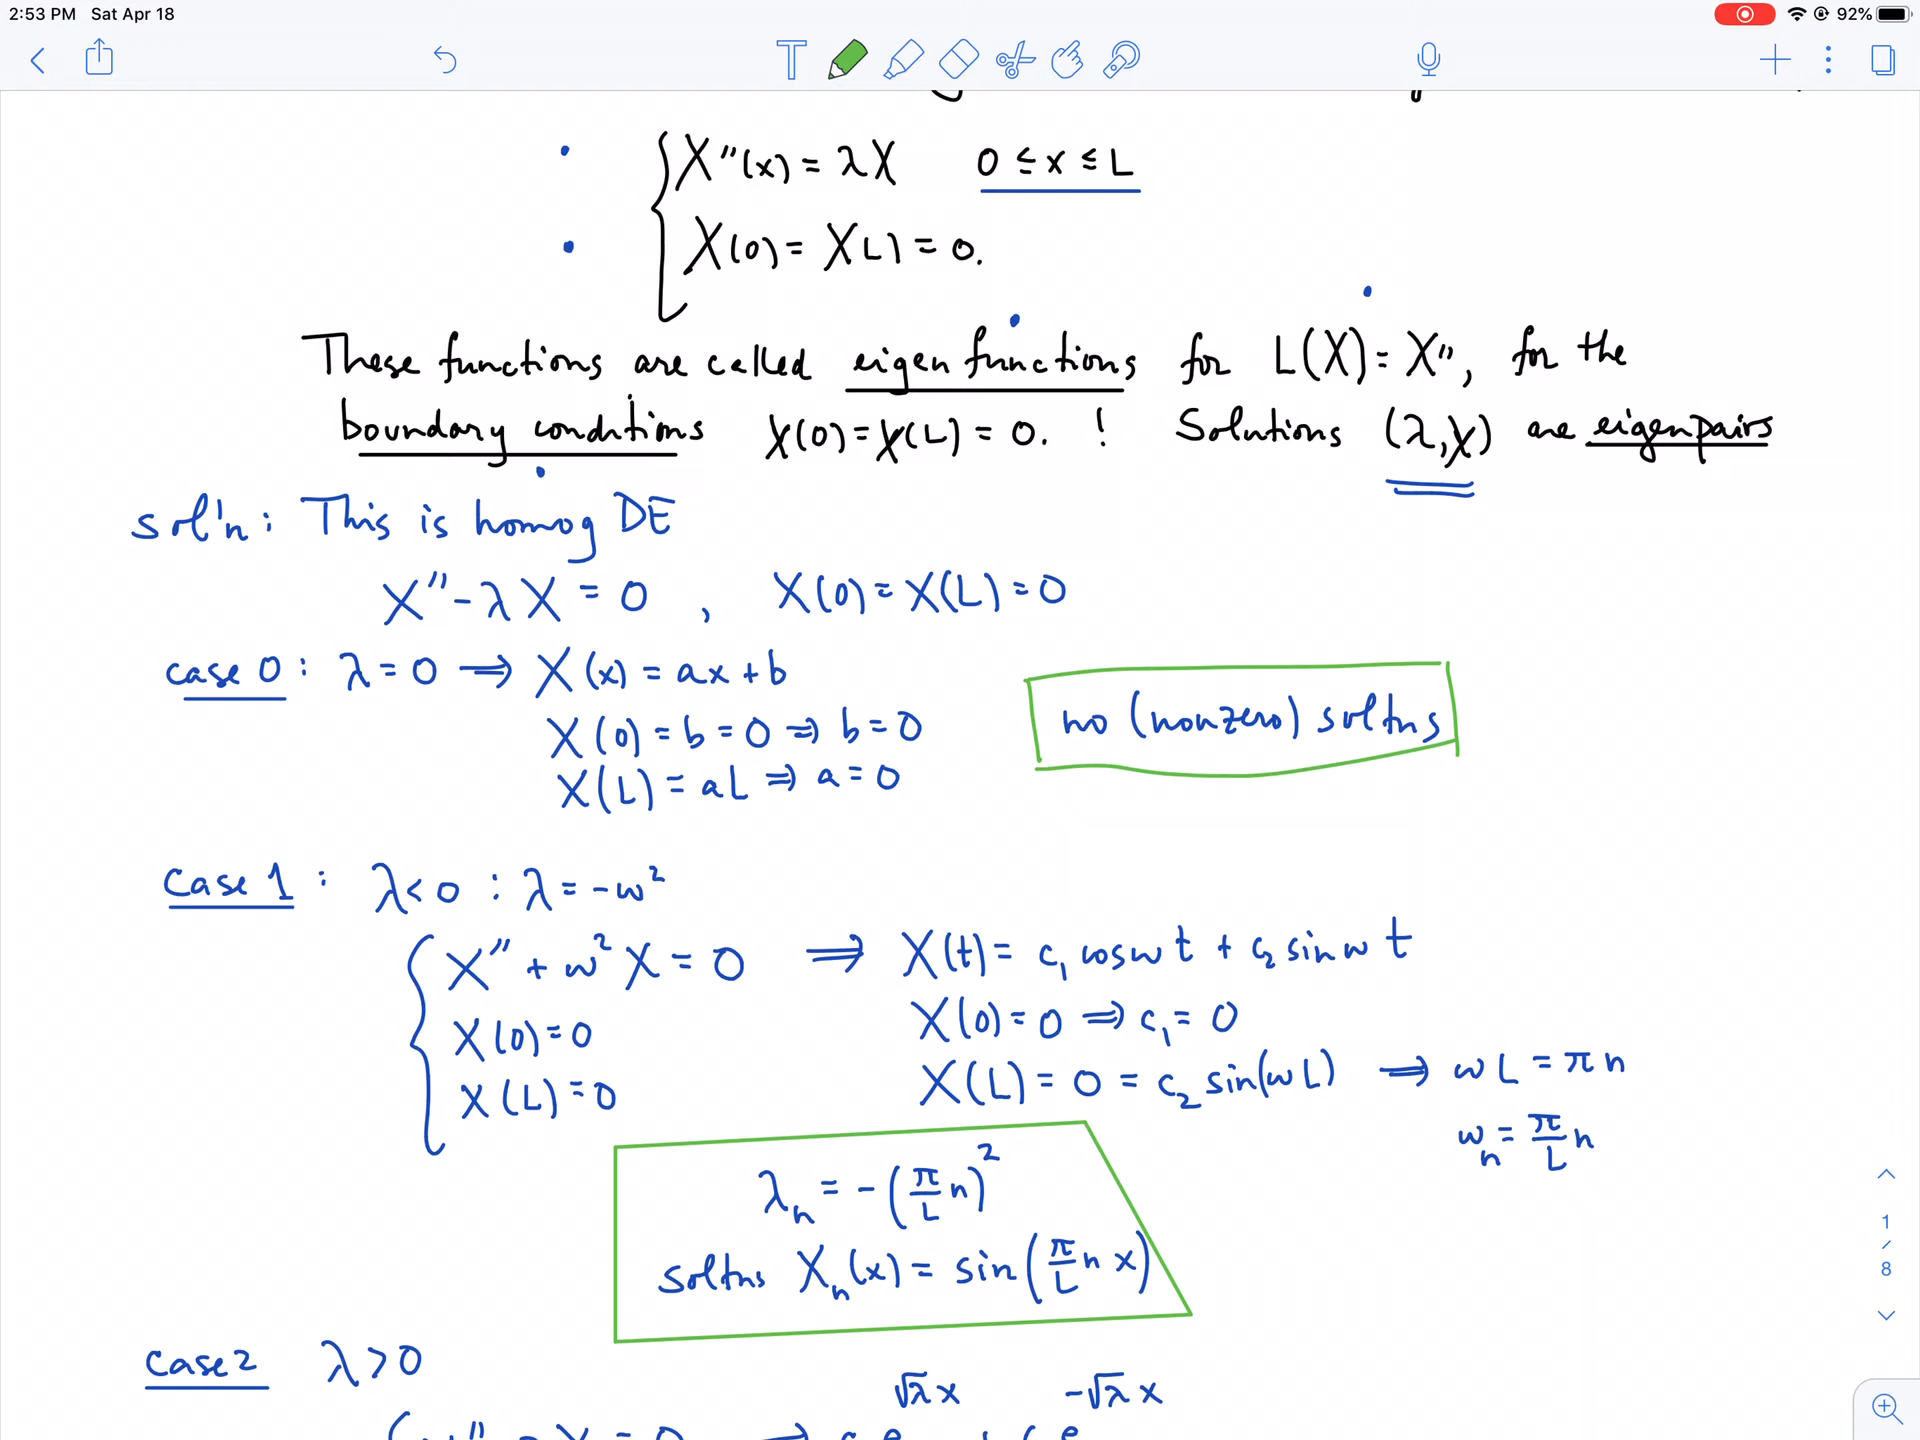 2:53 PM Sat Apr 18 92%
X''(x) = λX 0 ≤ x ≤ L
X(0) = X(L) = 0.
These functions are called eigen functions for L(X) = X'', for the
boundary conditions X(0) = X(L) = 0. ! Solutions (λ,X) are eigenpairs
sol'n: This is homog DE
X'' - λX = 0 , X(0) = X(L) = 0
case 0 : λ = 0 ⟹ X(x) = ax + b
X(0) = b = 0 ⟹ b = 0
no (nonzero) soltns
X(L) = aL ⟹ a = 0
Case 1 : λ < 0 : λ = -w²
X'' + w²X = 0 ⟹ X(t) = c₁ cos w t + c₂ sin w t
X(0) = 0 X(0) = 0 ⟹ c₁ = 0
X(L) = 0 X(L) = 0 = c₂ sin(wL) ⟹ wL = π n
wₙ = π/L n
λₙ = -(π/L n)²
soltns Xₙ(x) = sin(π/L n x)
1/8
Case 2 λ > 0
√λ x -√λ x